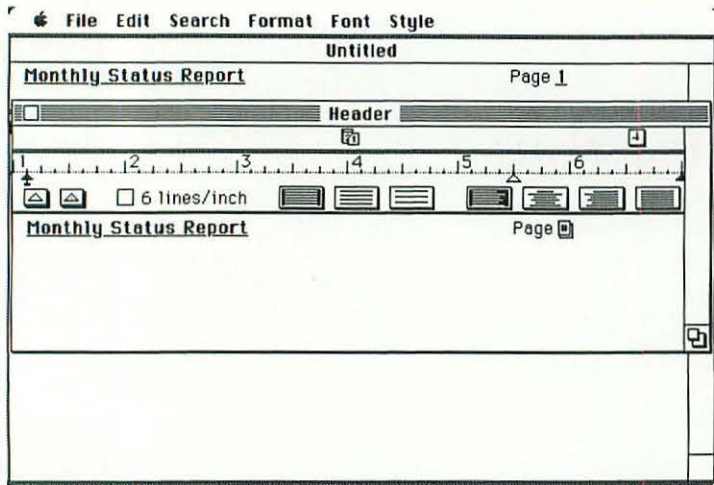 File Edit Search Format Font Style
Untitled
Monthly Status Report Page 1
Header
1 2 3 4 5 6
6 lines/inch
Monthly Status Report Page